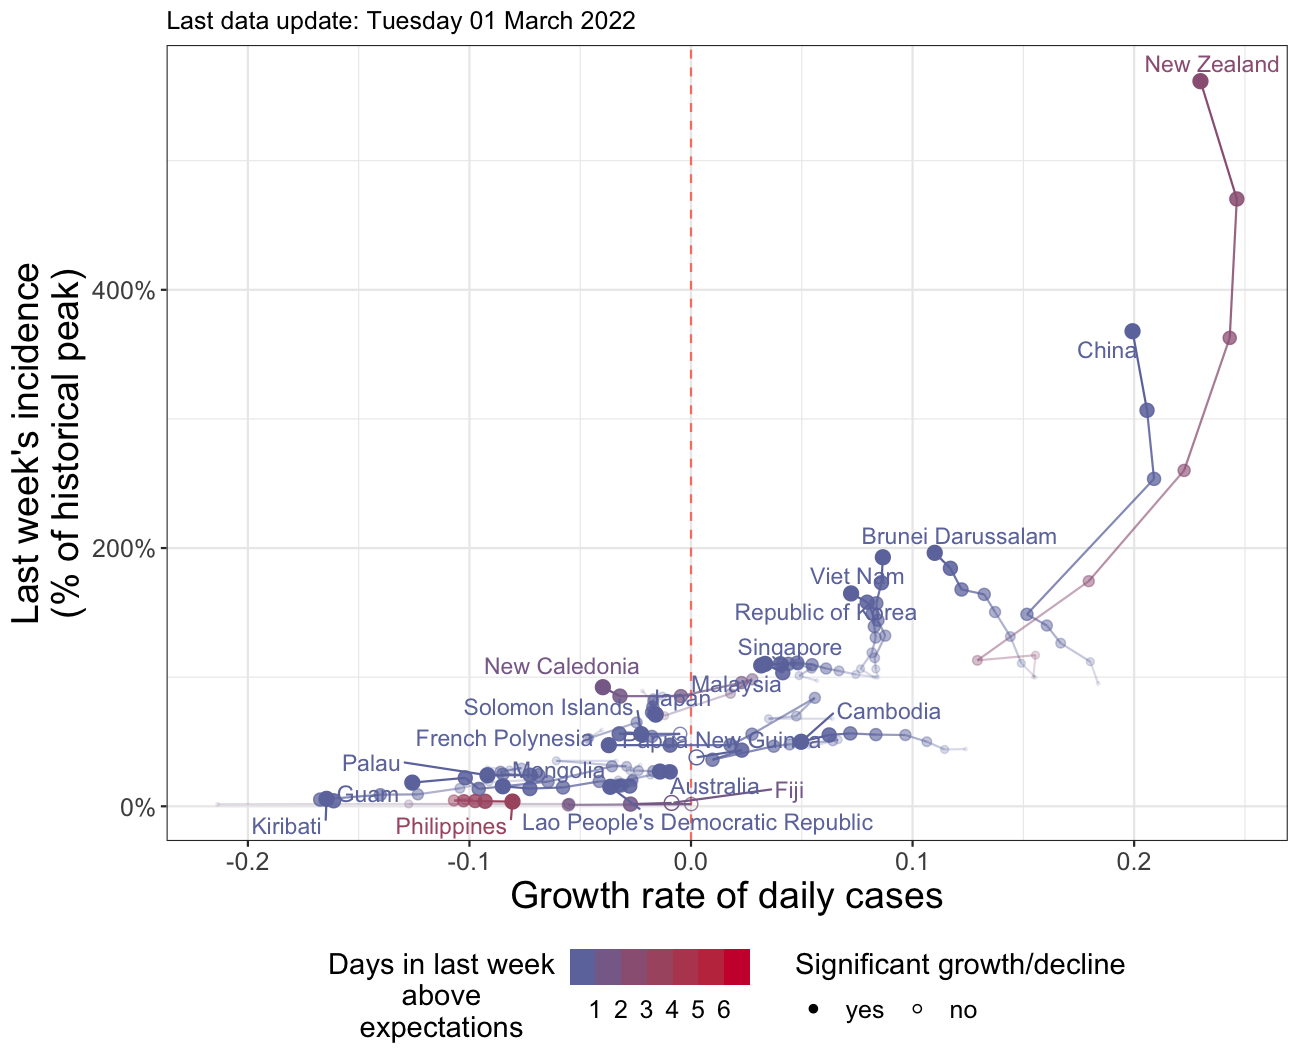 Last data update: Tuesday 01 March 2022
New Zealand
400%
China
Last week's incidence
(% of historical peak)
200%
Brunei Darussalam
Viet Nam
Republic of Korea
Singapore
New Caledonia
Malaysia
Japan
Solomon Islands
Cambodia
French Polynesia
Papua New Guinea
Palau
Mongolia
Australia
Fiji
Guam
0%
Kiribati
Philippines
Lao People's Democratic Republic
-0.2 -0.1 0.0 0.1 0.2
Growth rate of daily cases
Days in last week
above
expectations
1 2 3 4 5 6
Significant growth/decline
yes no